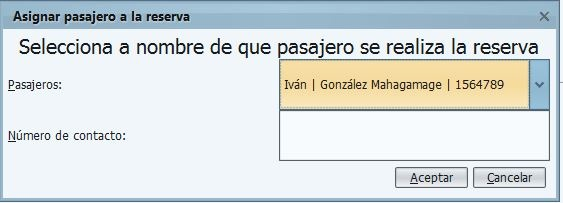 Asignar pasajero a la reserva
Selecciona a nombre de que pasajero se realiza la reserva
Pasajeros:
Iván | González Mahagamage | 1564789
Número de contacto:
Aceptar Cancelar